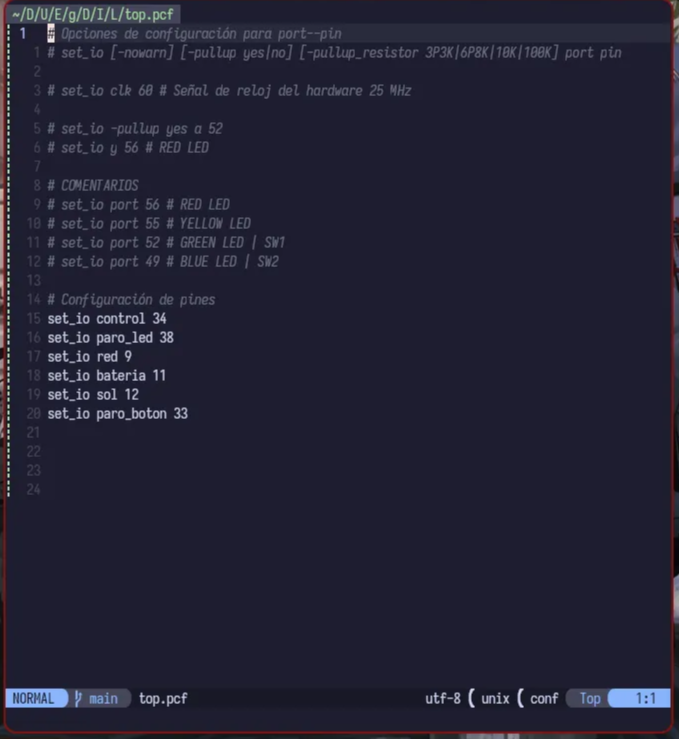 ~/D/U/E/g/D/I/L/top.pcf
1 # Opciones de configuración para port--pin
1 # set_io [-nowarn] [-pullup yes|no] [-pullup_resistor 3P3K|6P8K|10K|100K] port pin
2
3 # set_io clk 60 # Señal de reloj del hardware 25 MHz
4
5 # set_io -pullup yes a 52
6 # set_io y 56 # RED LED
7
8 # COMENTARIOS
9 # set_io port 56 # RED LED
10 # set_io port 55 # YELLOW LED
11 # set_io port 52 # GREEN LED | SW1
12 # set_io port 49 # BLUE LED | SW2
13
14 # Configuración de pines
15 set_io control 34
16 set_io paro_led 38
17 set_io red 9
18 set_io bateria 11
19 set_io sol 12
20 set_io paro_boton 33
21
22
23
24
NORMAL main top.pcf utf-8 ( unix ( conf Top 1:1